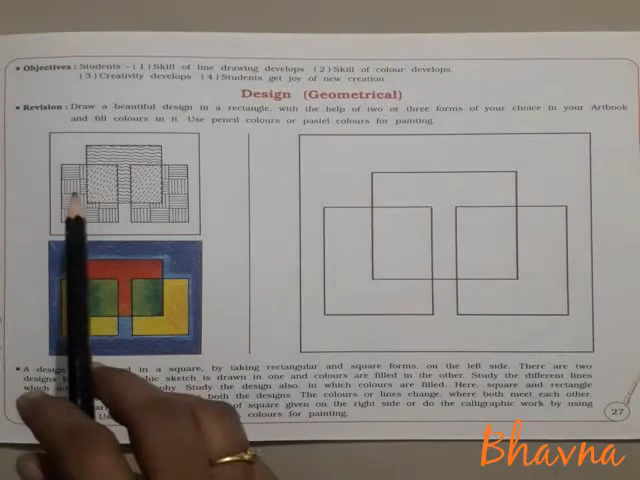 • Objectives : Students - (1) Skill of line drawing develops (2) Skill of colour develops.
(3) Creativity develops (4) Students get joy of new creation
Design (Geometrical)
• Revision : Draw a beautiful design in a rectangle, with the help of two or three forms of your choice in your Artbook
and fill colours in it. Use pencil colours or pastel colours for painting.
• A design in a square, by taking rectangular and square forms, on the left side. There are two
designs sketch is drawn in one and colours are filled in the other. Study the different lines
which Study the design also, in which colours are filled. Here, square and rectangle
both the designs. The colours or lines change, where both meet each other.
of square given on the right side or do the calligraphic work by using
colours for painting.
27
Bhavna